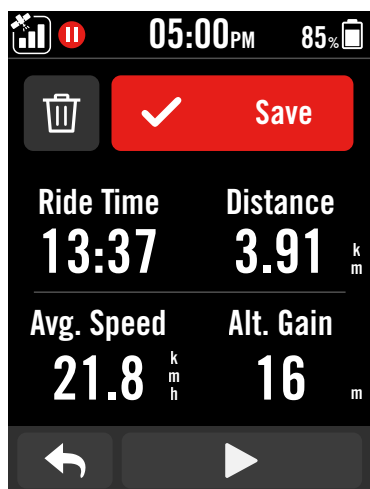 05:00PM 85%
Save
Ride Time Distance
13:37 3.91 km
Avg. Speed Alt. Gain
21.8 kmh 16 m